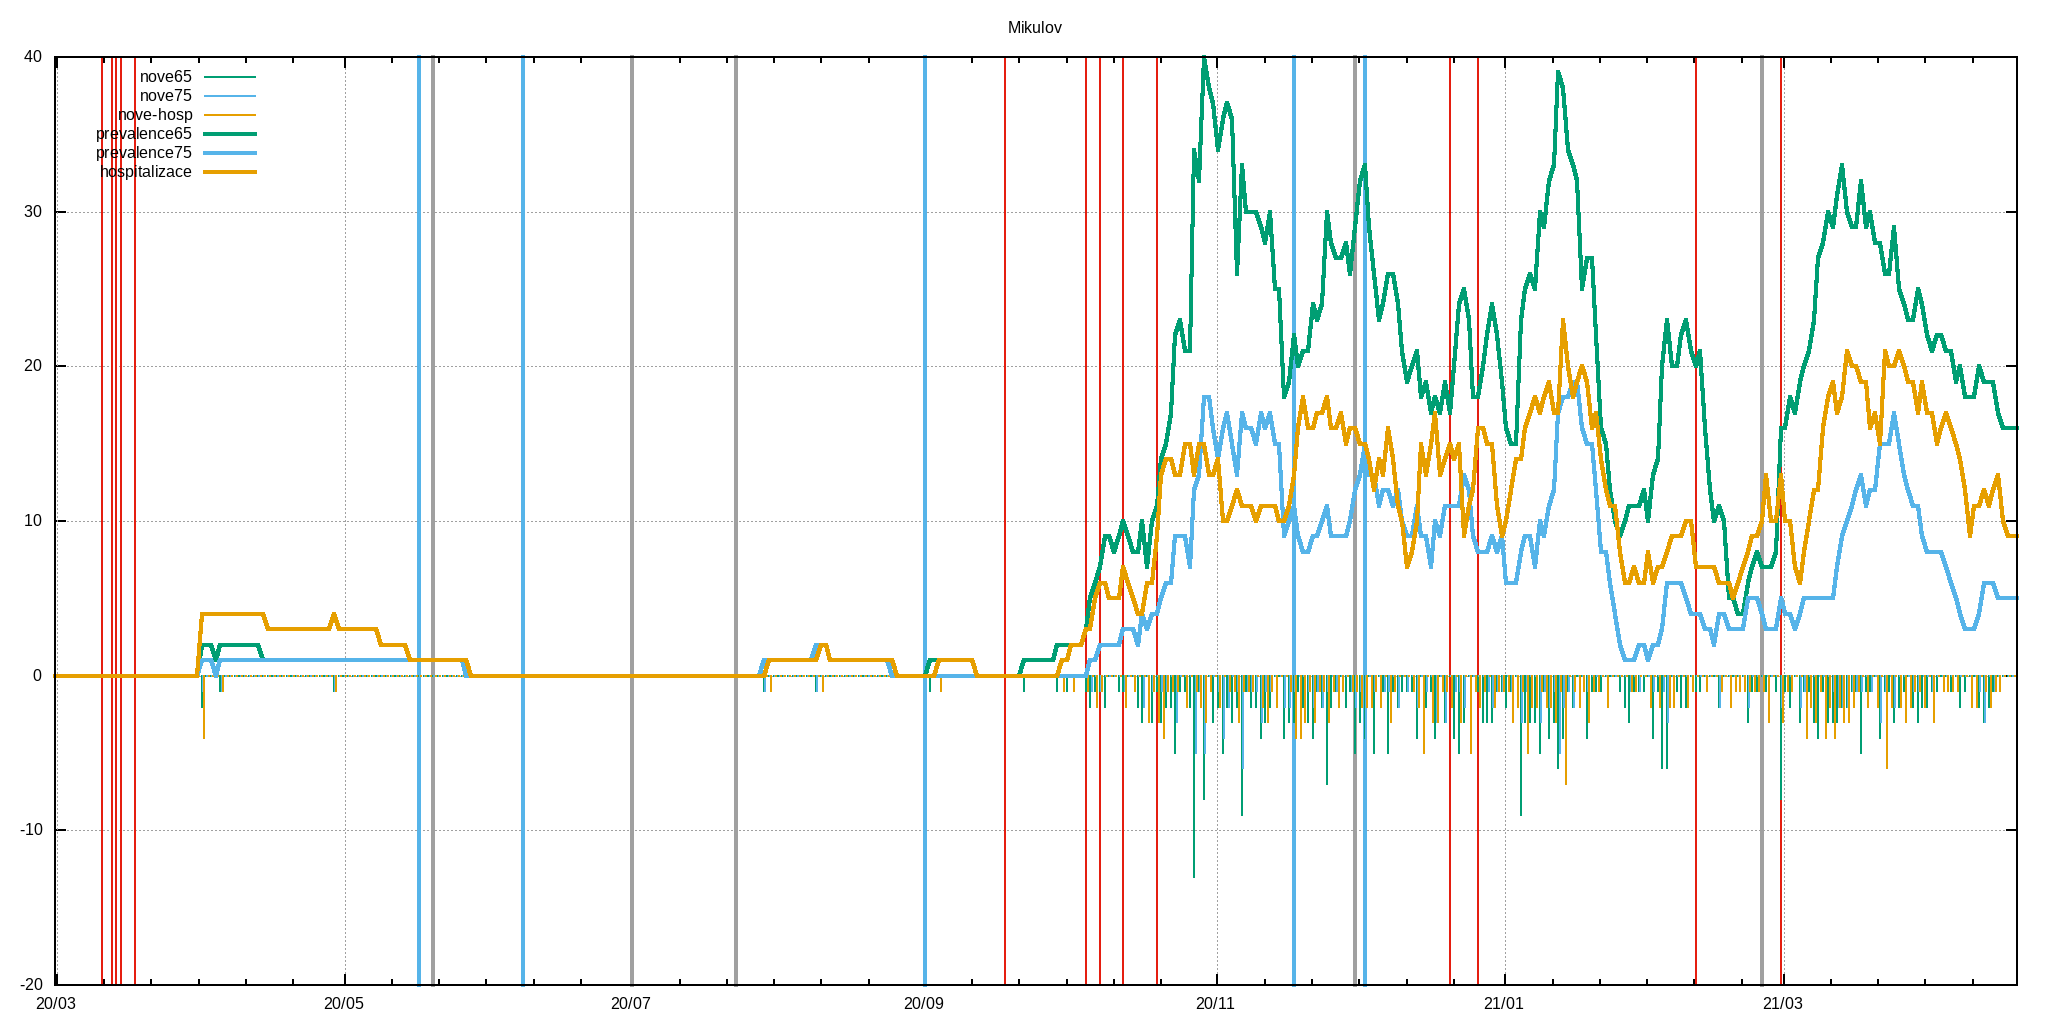 Mikulov
40
nove65
nove75
nove-hosp
prevalence65
prevalence75
hospitalizace
30
20
10
0
-10
-20
20/03 20/05 20/07 20/09 20/11 21/01 21/03